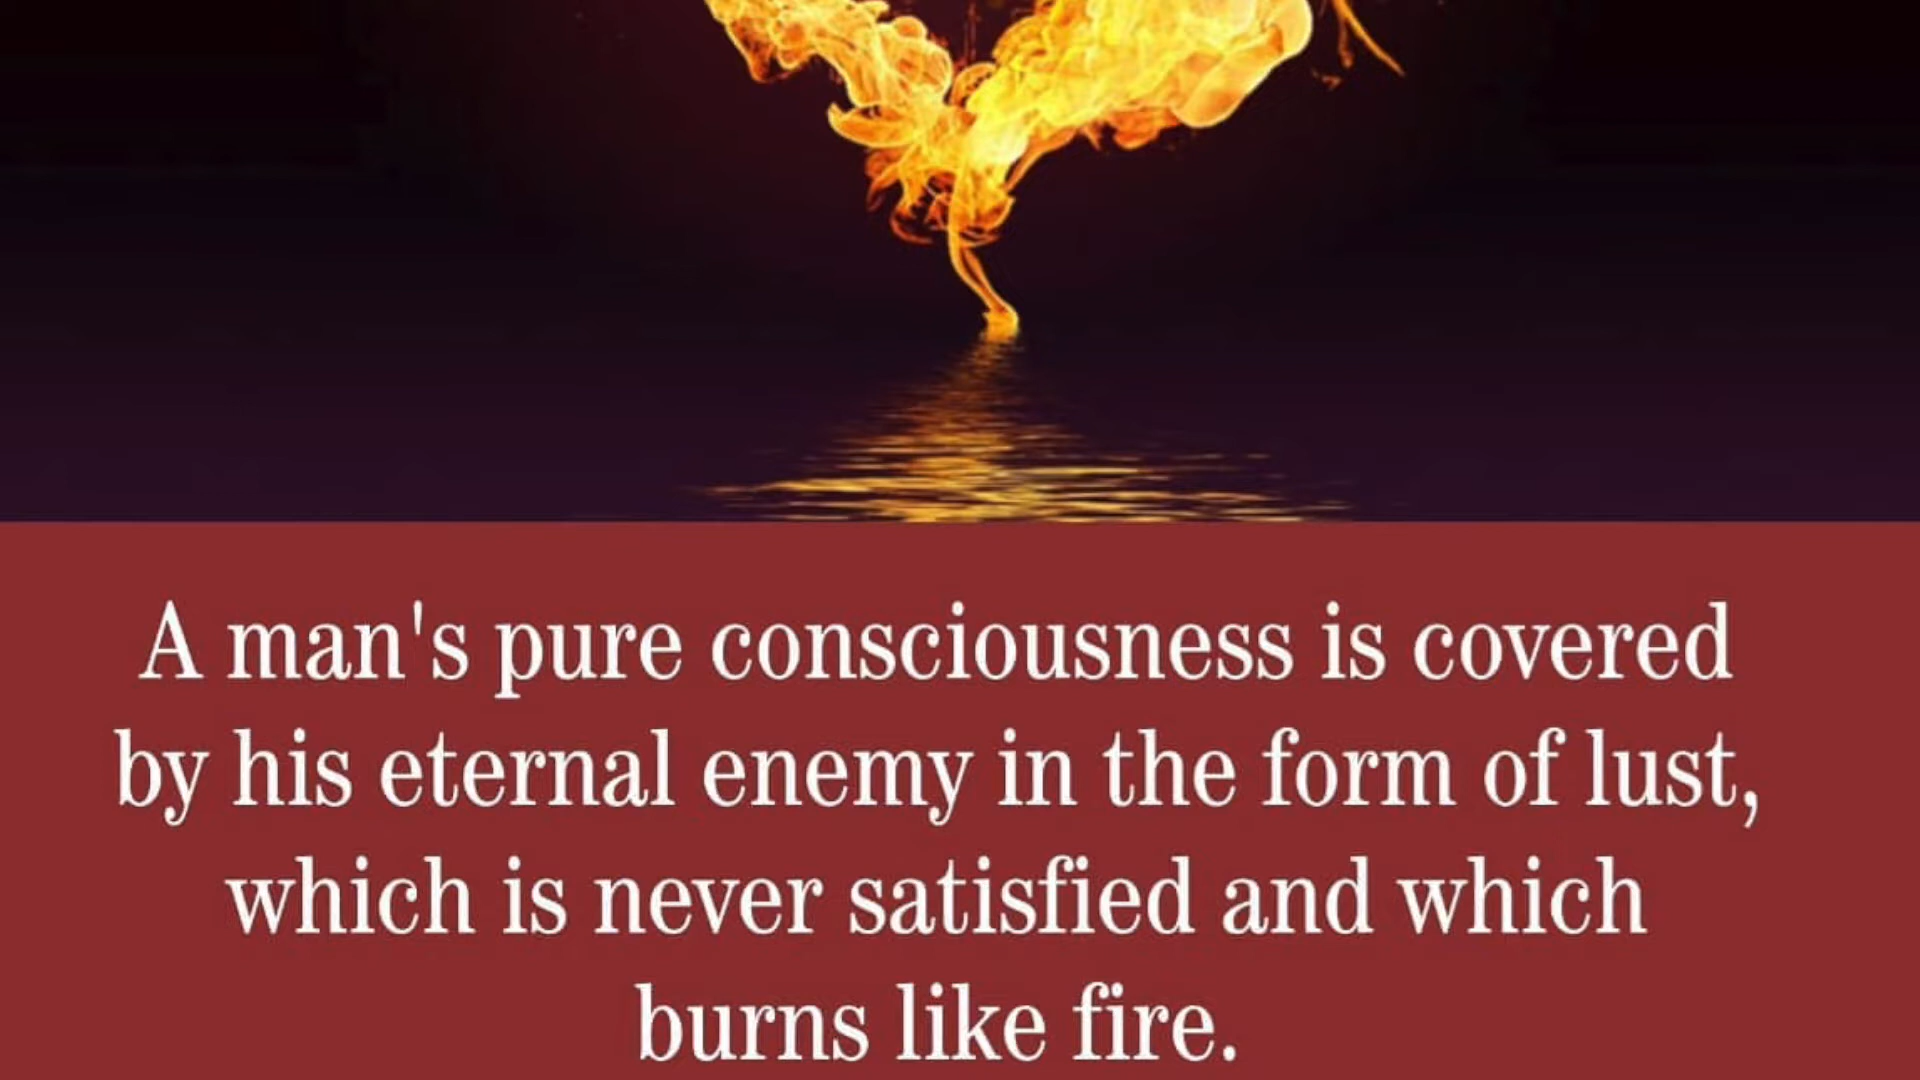 A man's pure consciousness is covered
by his eternal enemy in the form of lust,
which is never satisfied and which
burns like fire.